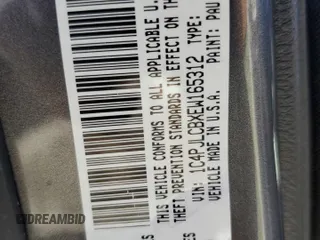 THIS VEHICLE CONFORMS TO ALL APPLICABLE U.
THEFT PREVENTION STANDARDS IN EFFECT ON TH
VIN: 1C4PJLCBXEW165312 TYPE:
VEHICLE MADE IN U.S.A. PAINT: PAU
DREAMBID